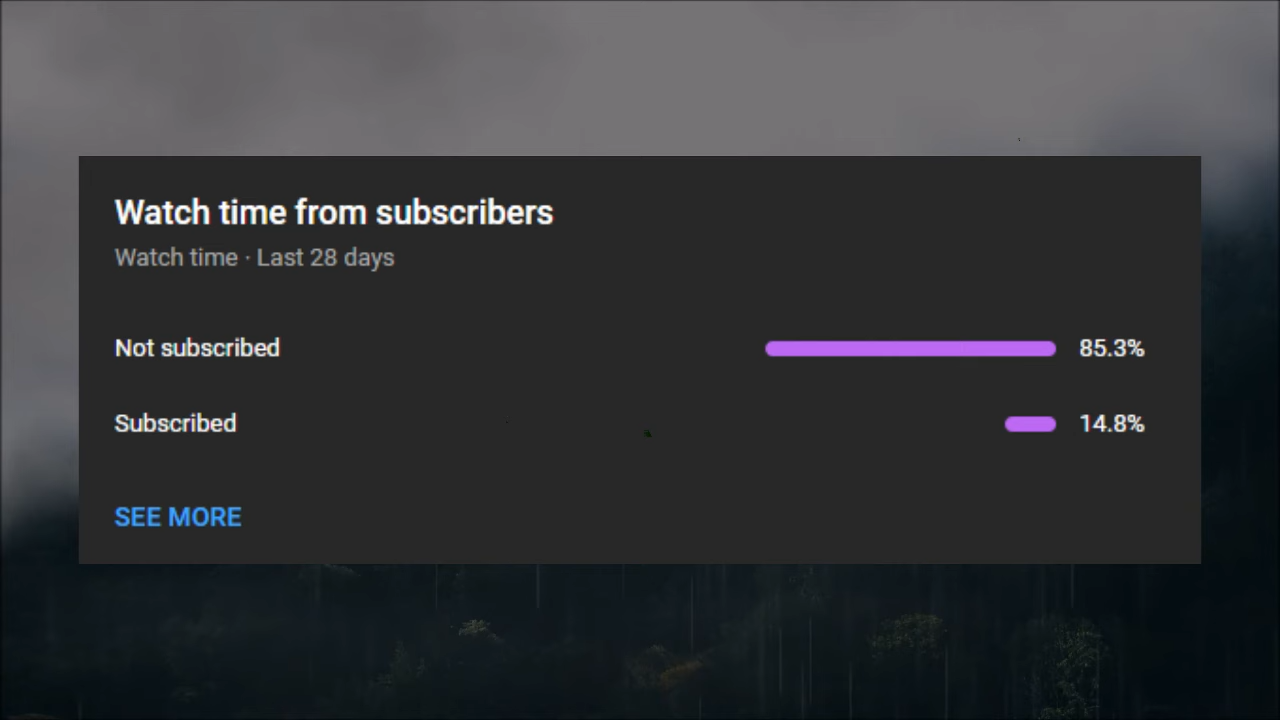 Watch time from subscribers
Watch time · Last 28 days
Not subscribed 85.3%
Subscribed 14.8%
SEE MORE